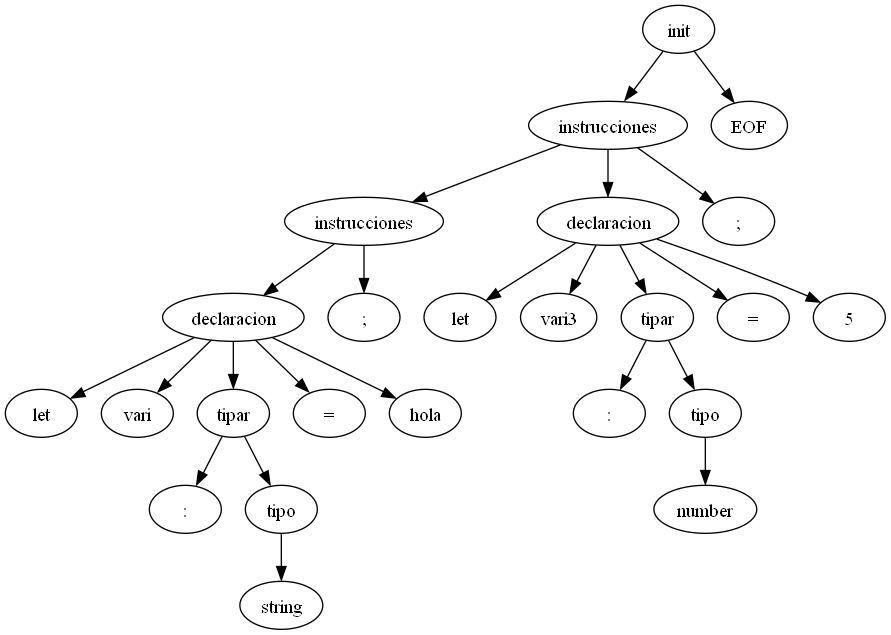 init
instrucciones
EOF
instrucciones
declaracion
;
declaracion
;
let
vari3
tipar
=
5
let
vari
tipar
=
hola
:
tipo
:
tipo
number
string